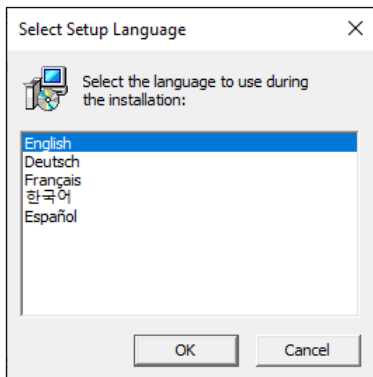 Select Setup Language
Select the language to use during
the installation:
English
Deutsch
Français
한국어
Español
OK
Cancel